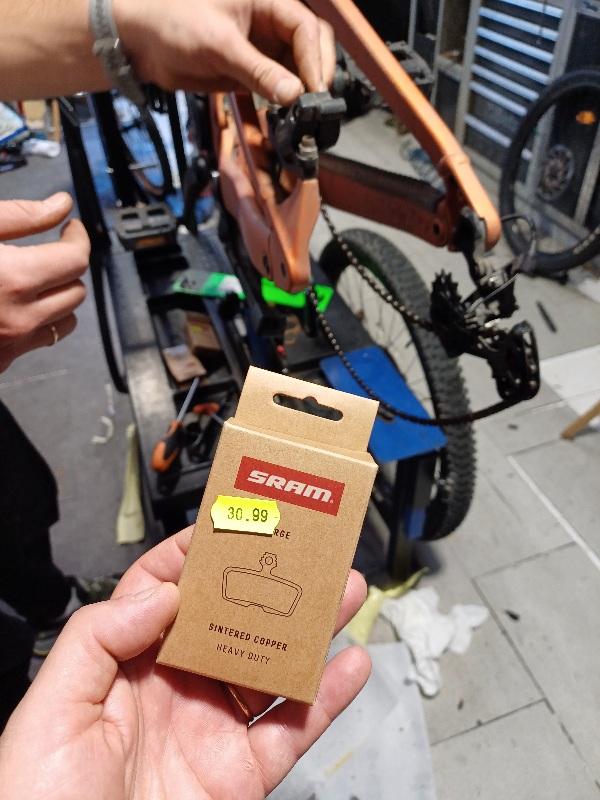 SRAM
30.99
RGE
SINTERED COPPER
HEAVY DUTY